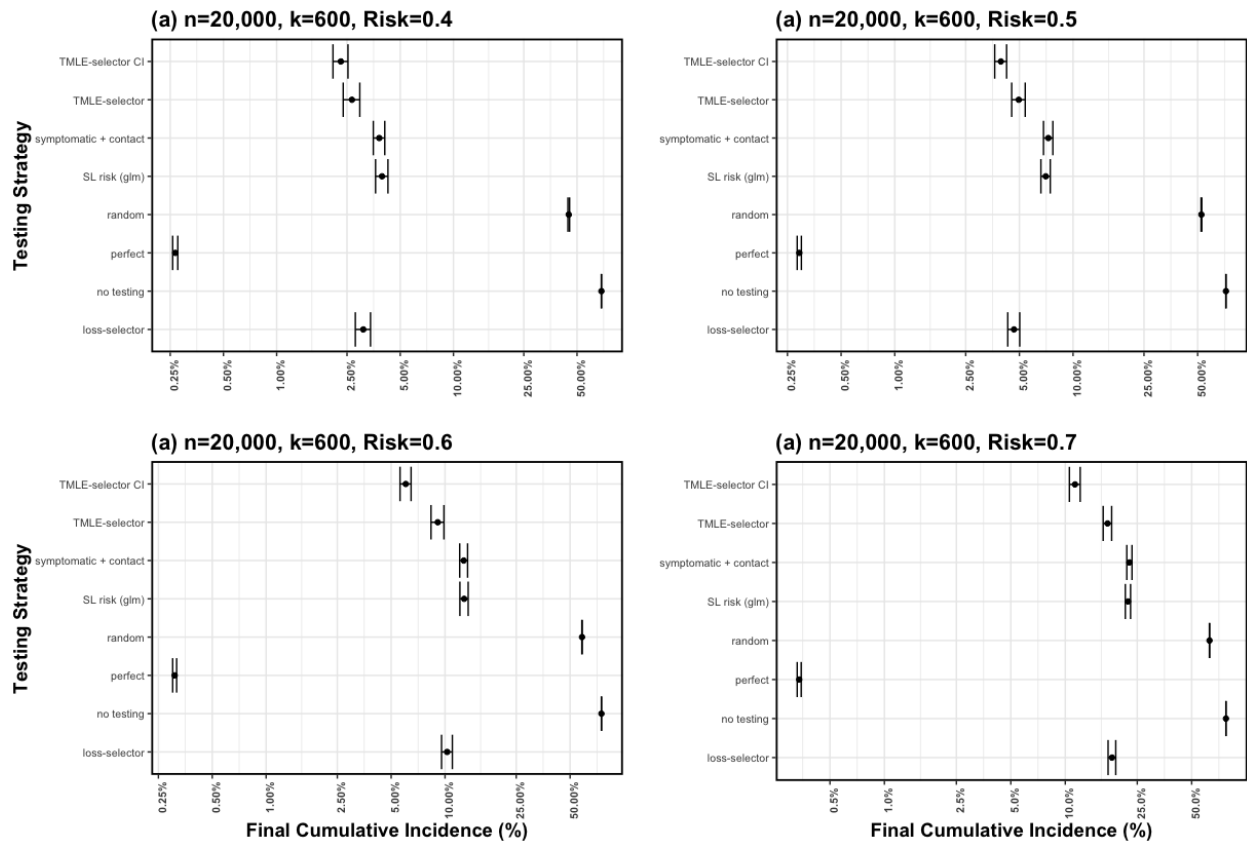 (a) n=20,000, k=600, Risk=0.4
Testing Strategy
TMLE-selector CI
TMLE-selector
symptomatic + contact
SL risk (glm)
random
perfect
no testing
loss-selector
0.25%
0.50%
1.00%
2.50%
5.00%
10.00%
25.00%
50.00%
(a) n=20,000, k=600, Risk=0.5
TMLE-selector CI
TMLE-selector
symptomatic + contact
SL risk (glm)
random
perfect
no testing
loss-selector
0.25%
0.50%
1.00%
2.50%
5.00%
10.00%
25.00%
50.00%
(a) n=20,000, k=600, Risk=0.6
Testing Strategy
TMLE-selector CI
TMLE-selector
symptomatic + contact
SL risk (glm)
random
perfect
no testing
loss-selector
0.25%
0.50%
1.00%
2.50%
5.00%
10.00%
25.00%
50.00%
Final Cumulative Incidence (%)
(a) n=20,000, k=600, Risk=0.7
TMLE-selector CI
TMLE-selector
symptomatic + contact
SL risk (glm)
random
perfect
no testing
loss-selector
0.5%
1.0%
2.5%
5.0%
10.0%
25.0%
50.0%
Final Cumulative Incidence (%)